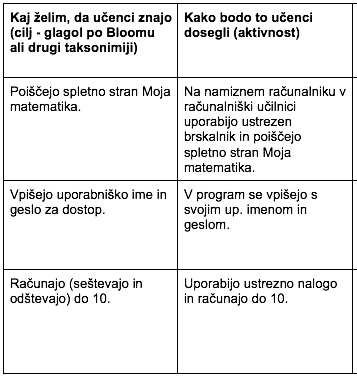 Kaj želim, da učenci znajo
(cilj - glagol po Bloomu
ali drugi taksonimiji)
Kako bodo to učenci
dosegli (aktivnost)
Poiščejo spletno stran Moja
matematika.
Na namiznem računalniku v
računalniški učilnici
uporabijo ustrezen
brskalnik in poiščejo
spletno stran Moja
matematika.
Vpišejo uporabniško ime in
geslo za dostop.
V program se vpišejo s
svojim up. imenom in
geslom.
Računajo (seštevajo in
odštevajo) do 10.
Uporabijo ustrezno nalogo
in računajo do 10.